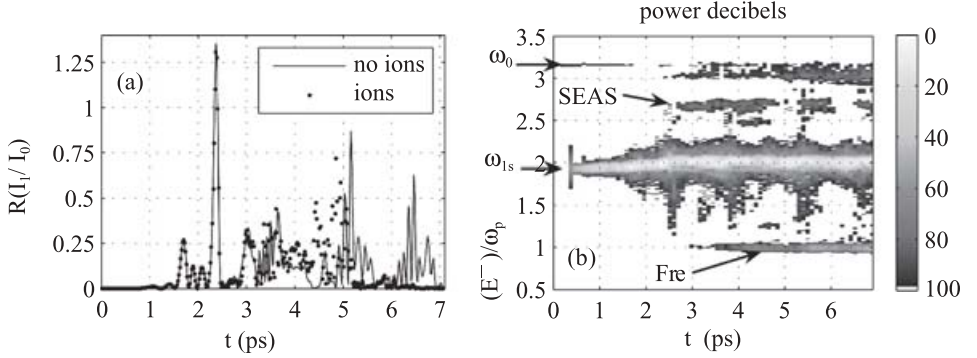 (a)
no ions
ions
1.25
1
0.75
0.5
0.25
0
R(I₁/ I₀)
0 1 2 3 4 5 6 7
t (ps)
power decibels
3.5
3
2.5
2
1.5
1
0.5
ω₀
SEAS
ω₁ₛ
Fre
(b)
(E⁻)/ωₚ
0 1 2 3 4 5 6
t (ps)
0
20
40
60
80
100